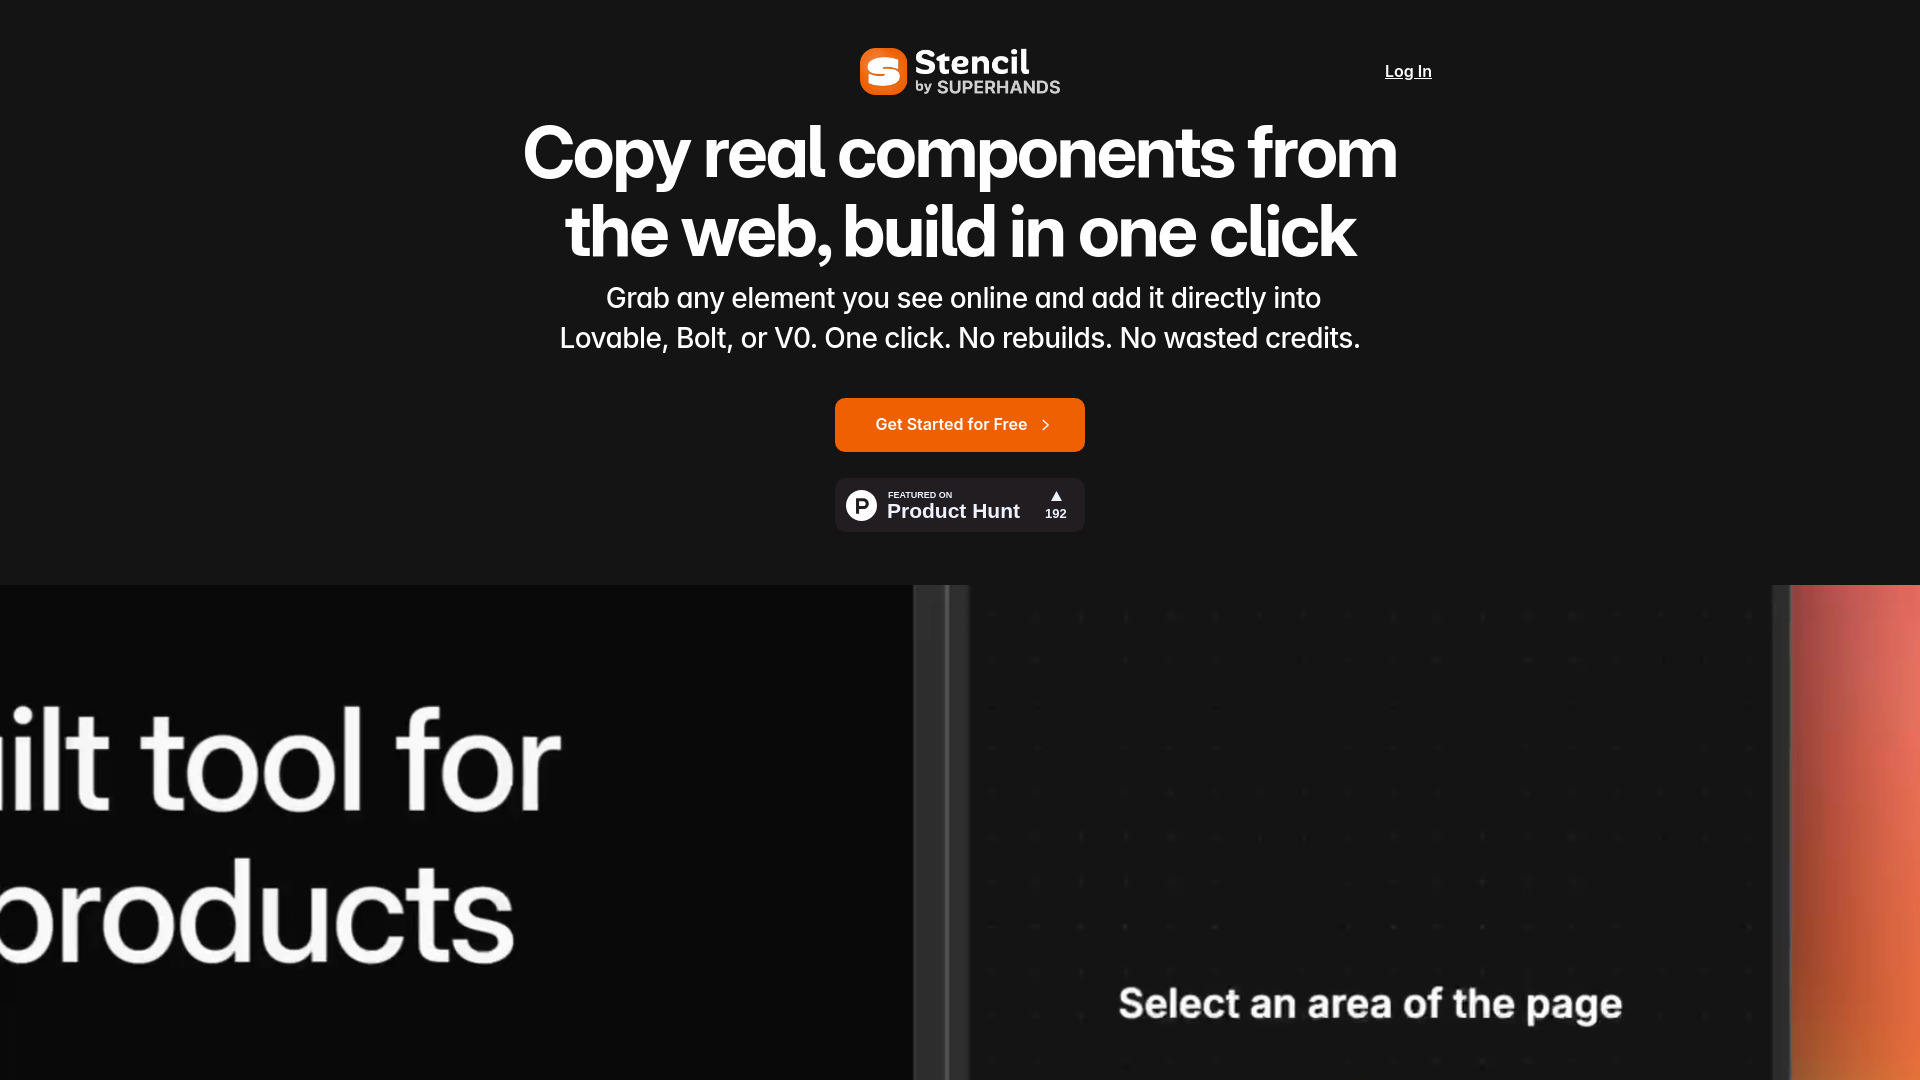 Stencil
by SUPERHANDS
Log In
Copy real components from
the web, build in one click
Grab any element you see online and add it directly into
Lovable, Bolt, or V0. One click. No rebuilds. No wasted credits.
Get Started for Free
FEATURED ON
Product Hunt
192
tool for
products
Select an area of the page